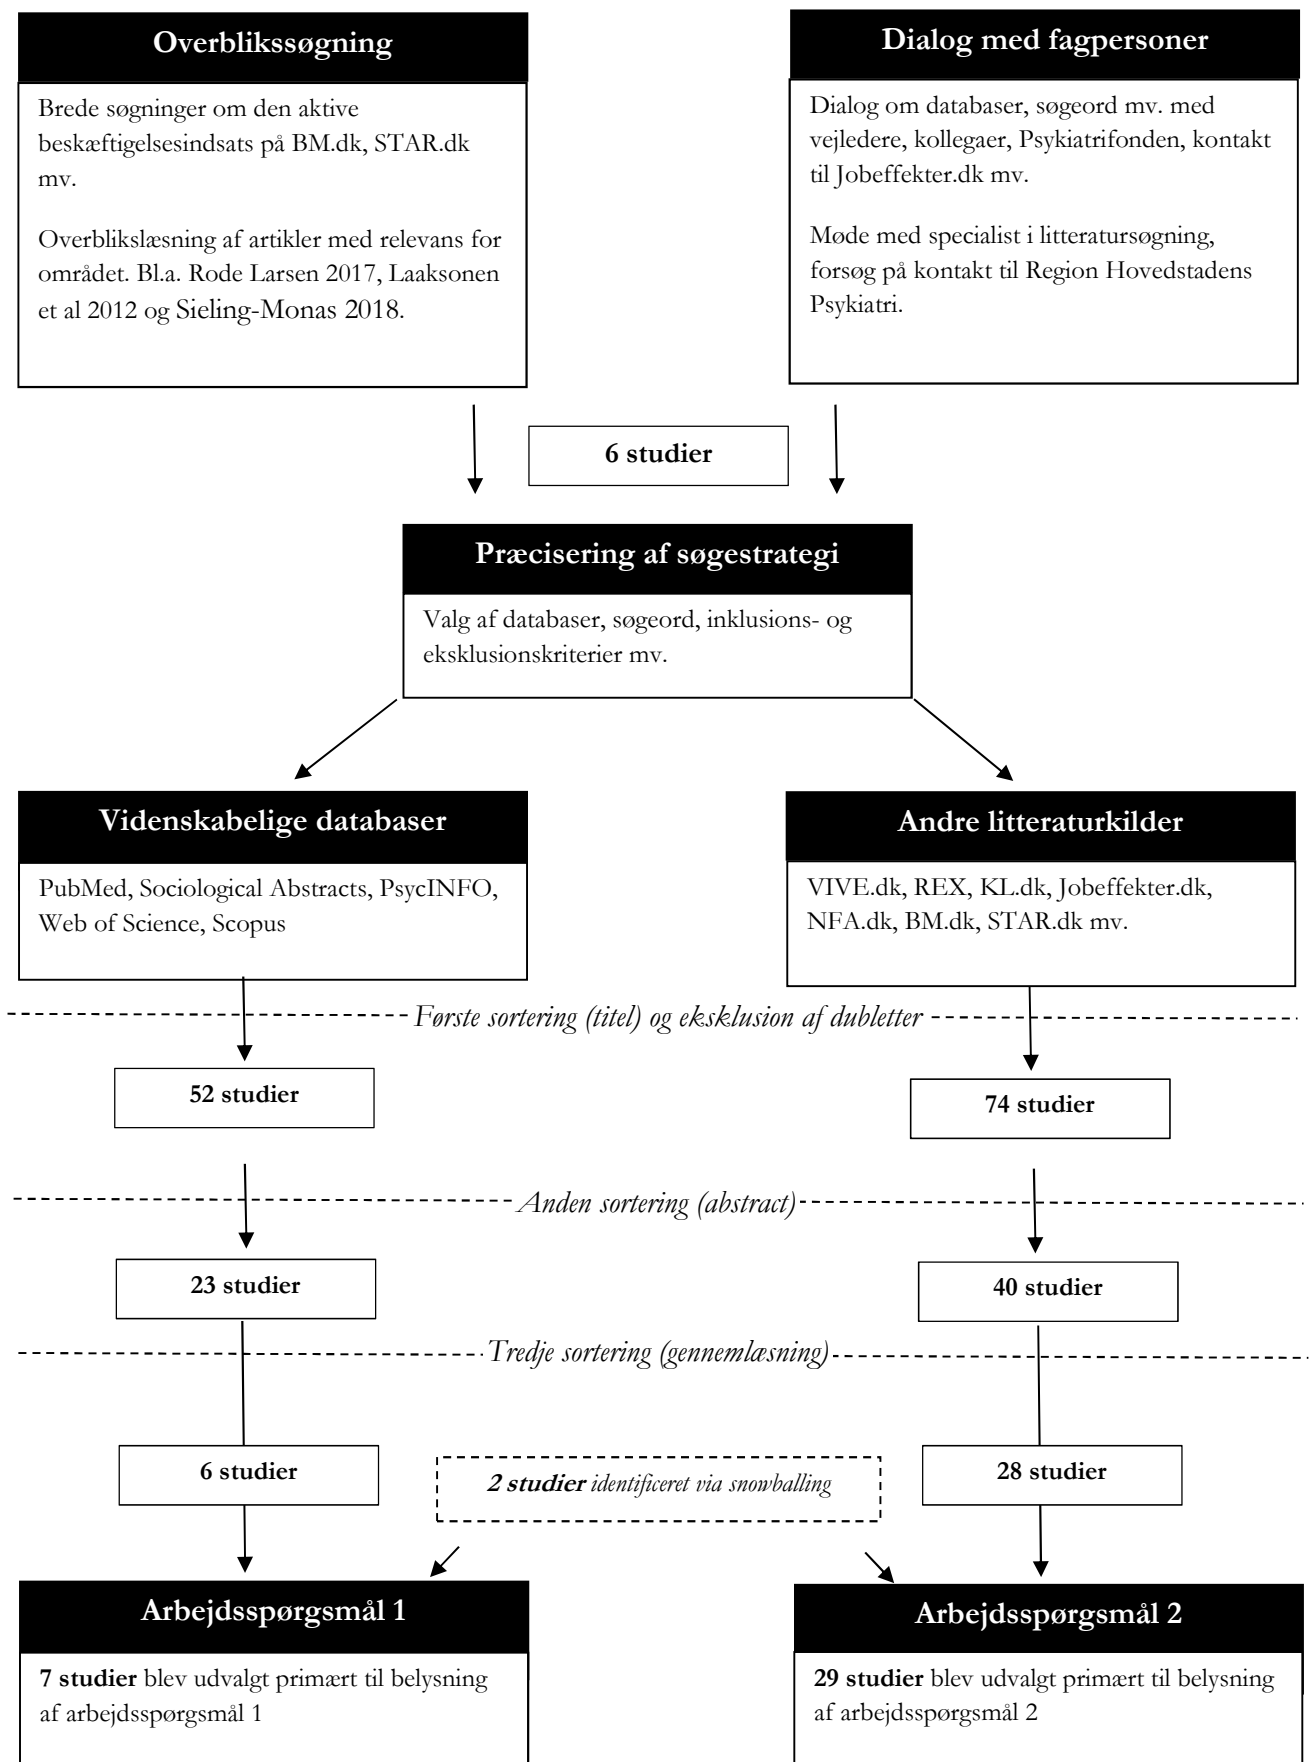 Overblikssøgning
Brede søgninger om den aktive
beskæftigelsesindsats på BM.dk, STAR.dk
mv.
Overblikslæsning af artikler med relevans for
området. Bl.a. Rode Larsen 2017, Laaksonen
et al 2012 og Sieling-Monas 2018.
Dialog med fagpersoner
Dialog om databaser, søgeord mv. med
vejledere, kollegaer, Psykiatrifonden, kontakt
til Jobeffekter.dk mv.
Møde med specialist i litteratursøgning,
forsøg på kontakt til Region Hovedstadens
Psykiatri.
6 studier
Præcisering af søgestrategi
Valg af databaser, søgeord, inklusions- og
eksklusionskriterier mv.
Videnskabelige databaser
PubMed, Sociological Abstracts, PsycINFO,
Web of Science, Scopus
Andre litteraturkilder
VIVE.dk, REX, KL.dk, Jobeffekter.dk,
NFA.dk, BM.dk, STAR.dk mv.
Første sortering (titel) og eksklusion af dubletter
52 studier
74 studier
Anden sortering (abstract)
23 studier
40 studier
Tredje sortering (gennemlæsning)
6 studier
2 studier identificeret via snowballing
28 studier
Arbejdsspørgsmål 1
7 studier blev udvalgt primært til belysning
af arbejdsspørgsmål 1
Arbejdsspørgsmål 2
29 studier blev udvalgt primært til belysning
af arbejdsspørgsmål 2